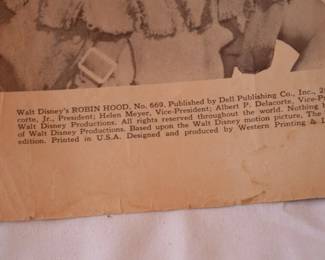 Walt Disney's ROBIN HOOD, No. 669. Published by Dell Publishing Co., Inc., 2
corte, Jr., President; Helen Meyer, Vice-President; Albert P. Delacorte, Vice-P
Walt Disney Productions. All rights reserved throughout the world. Nothing
of Walt Disney Productions. Based upon the Walt Disney motion picture, The
edition. Printed in U.S.A. Designed and produced by Western Printing &